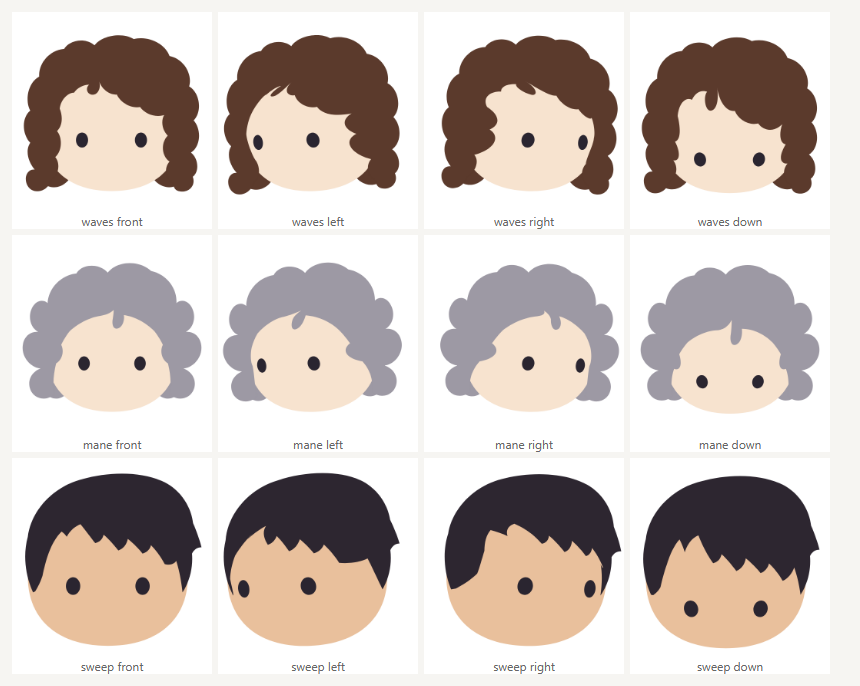 waves front
waves left
waves right
waves down
mane front
mane left
mane right
mane down
sweep front
sweep left
sweep right
sweep down